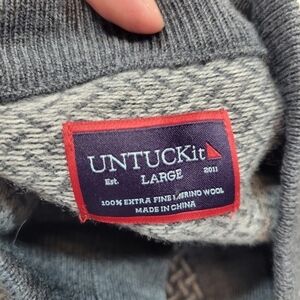 UNTUCKit
Est. 2011
LARGE
100% EXTRA FINE MERINO WOOL
MADE IN CHINA